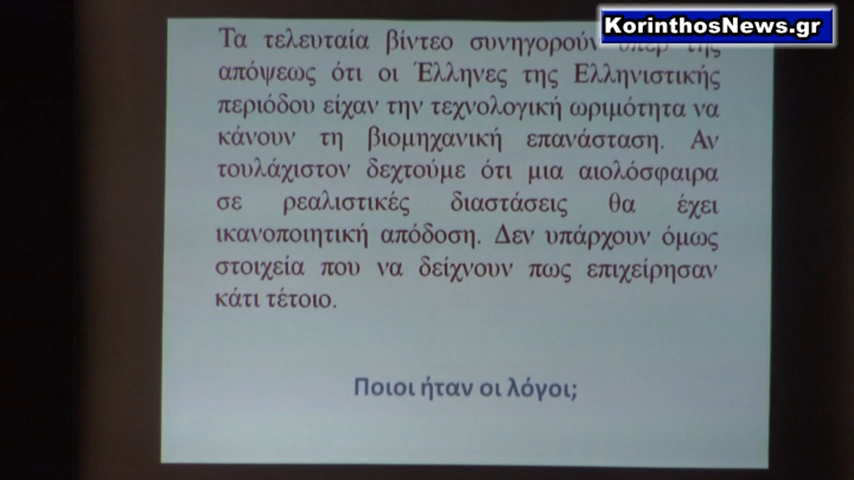 KorinthosNews.gr
Τα τελευταία βίντεο συνηγορούν υπέρ της
απόψεως ότι οι Έλληνες της Ελληνιστικής
περιόδου είχαν την τεχνολογική ωριμότητα να
κάνουν τη βιομηχανική επανάσταση. Αν
τουλάχιστον δεχτούμε ότι μια αιολόσφαιρα
σε ρεαλιστικές διαστάσεις θα έχει
ικανοποιητική απόδοση. Δεν υπάρχουν όμως
στοιχεία που να δείχνουν πως επιχείρησαν
κάτι τέτοιο.
Ποιοι ήταν οι λόγοι;